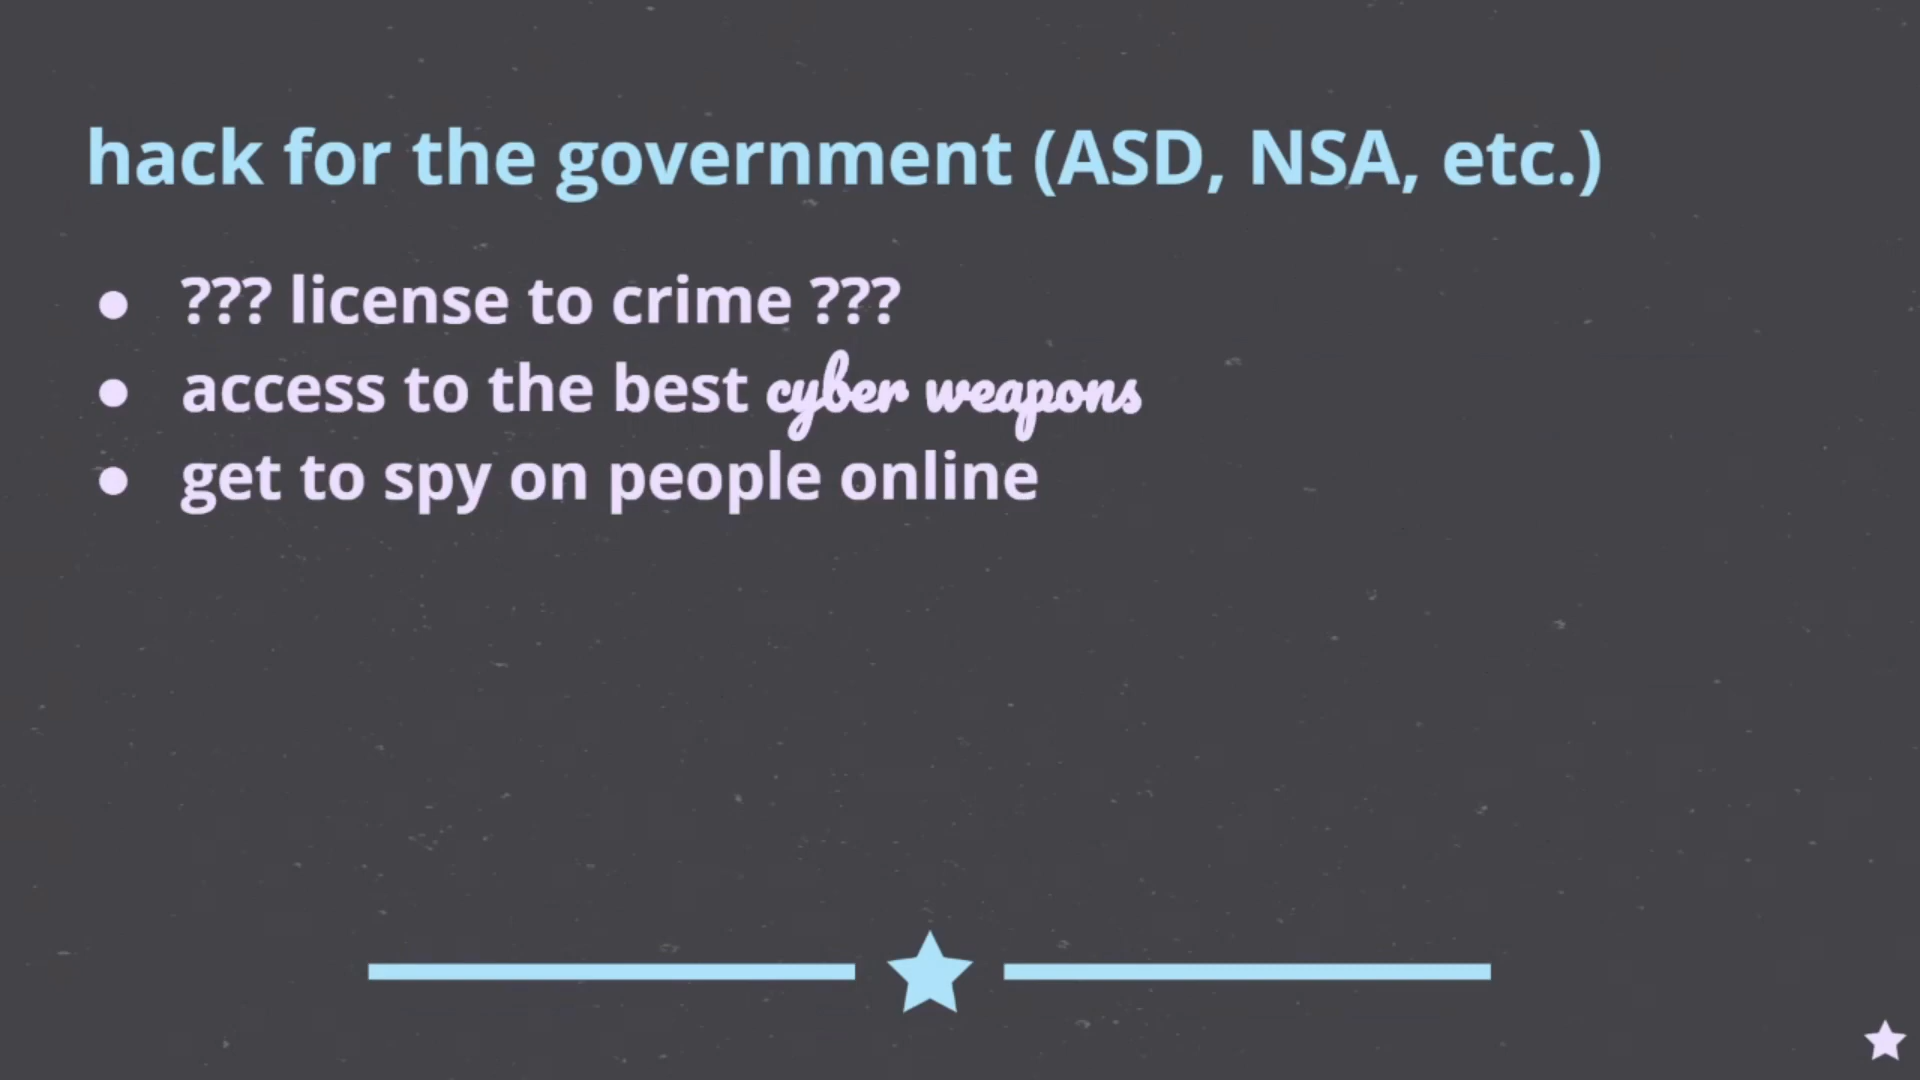 hack for the government (ASD, NSA, etc.)
● ??? license to crime ???
● access to the best cyber weapons
● get to spy on people online